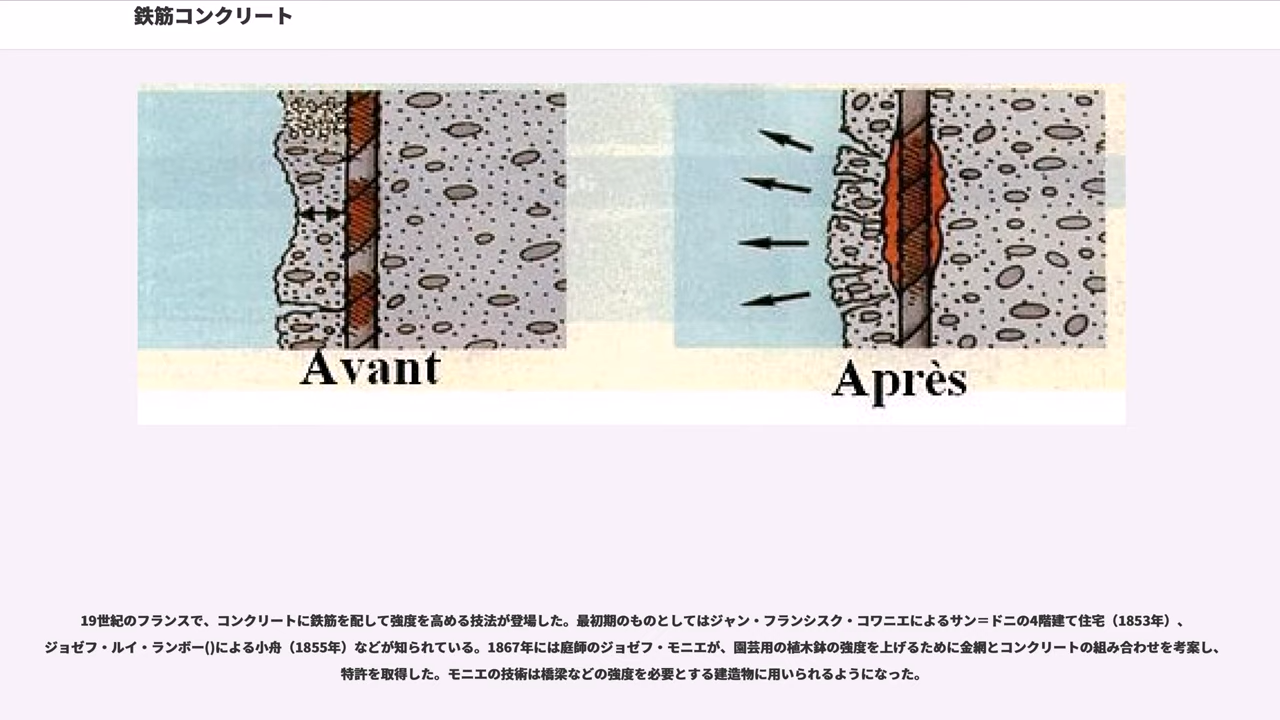 鉄筋コンクリート
Avant
Après
19世紀のフランスで、コンクリートに鉄筋を配して強度を高める技法が登場した。最初期のものとしてはジャン・フランシスク・コワニエによるサン＝ドニの4階建て住宅（1853年）、
ジョゼフ・ルイ・ランボー()による小舟（1855年）などが知られている。1867年には庭師のジョゼフ・モニエが、園芸用の植木鉢の強度を上げるために金網とコンクリートの組み合わせを考案し、
特許を取得した。モニエの技術は橋梁などの強度を必要とする建造物に用いられるようになった。